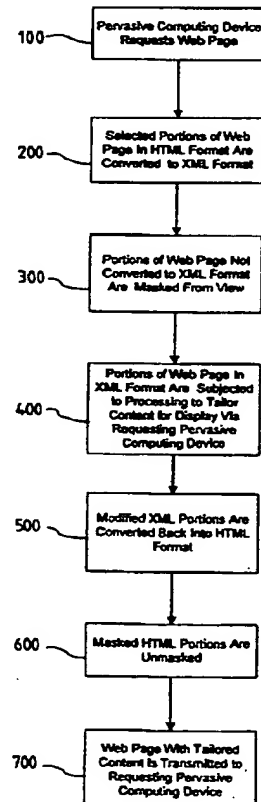 100
Pervasive Computing Device
Requests Web Page
200
Selected Portions of Web
Page In HTML Format Are
Converted to XML Format
300
Portions of Web Page Not
Converted to XML Format
Are Masked From View
400
Portions of Web Page In
XML Format Are Subjected
to Processing to Tailor
Content for Display Via
Requesting Pervasive
Computing Device
500
Modified XML Portions Are
Converted Back Into HTML
Format
600
Masked HTML Portions Are
Unmasked
700
Web Page With Tailored
Content Is Transmitted to
Requesting Pervasive
Computing Device